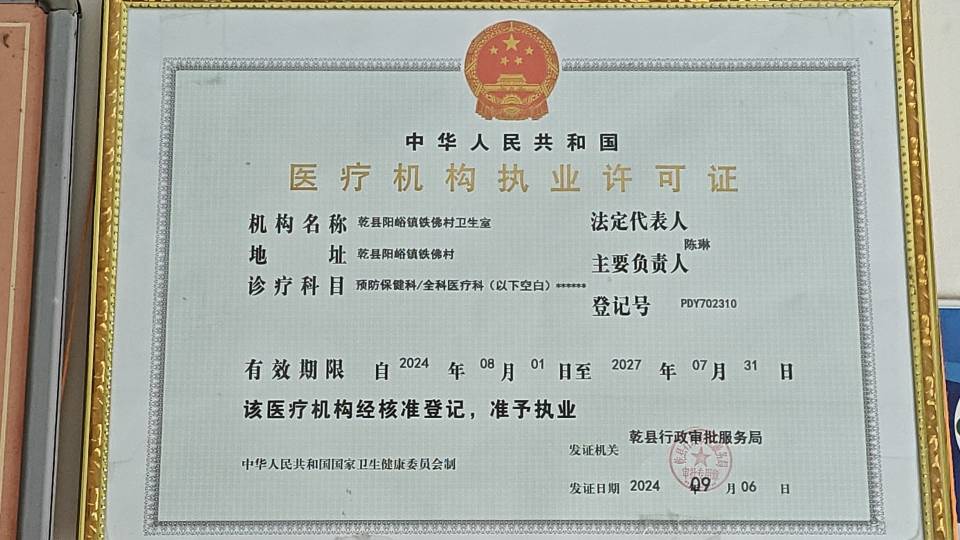 中华人民共和国
医疗机构执业许可证
机构名称 乾县阳峪镇铁佛村卫生室
法定代表人
地址 乾县阳峪镇铁佛村
陈琳
主要负责人
诊疗科目 预防保健科/全科医疗科（以下空白）******
登记号 PDY702310
有效期限 自 2024 年 08 月 01 日至 2027 年 07 月 31 日
该医疗机构经核准登记，准予执业
发证机关 乾县行政审批服务局
中华人民共和国国家卫生健康委员会制
发证日期 2024 年 09 月 06 日